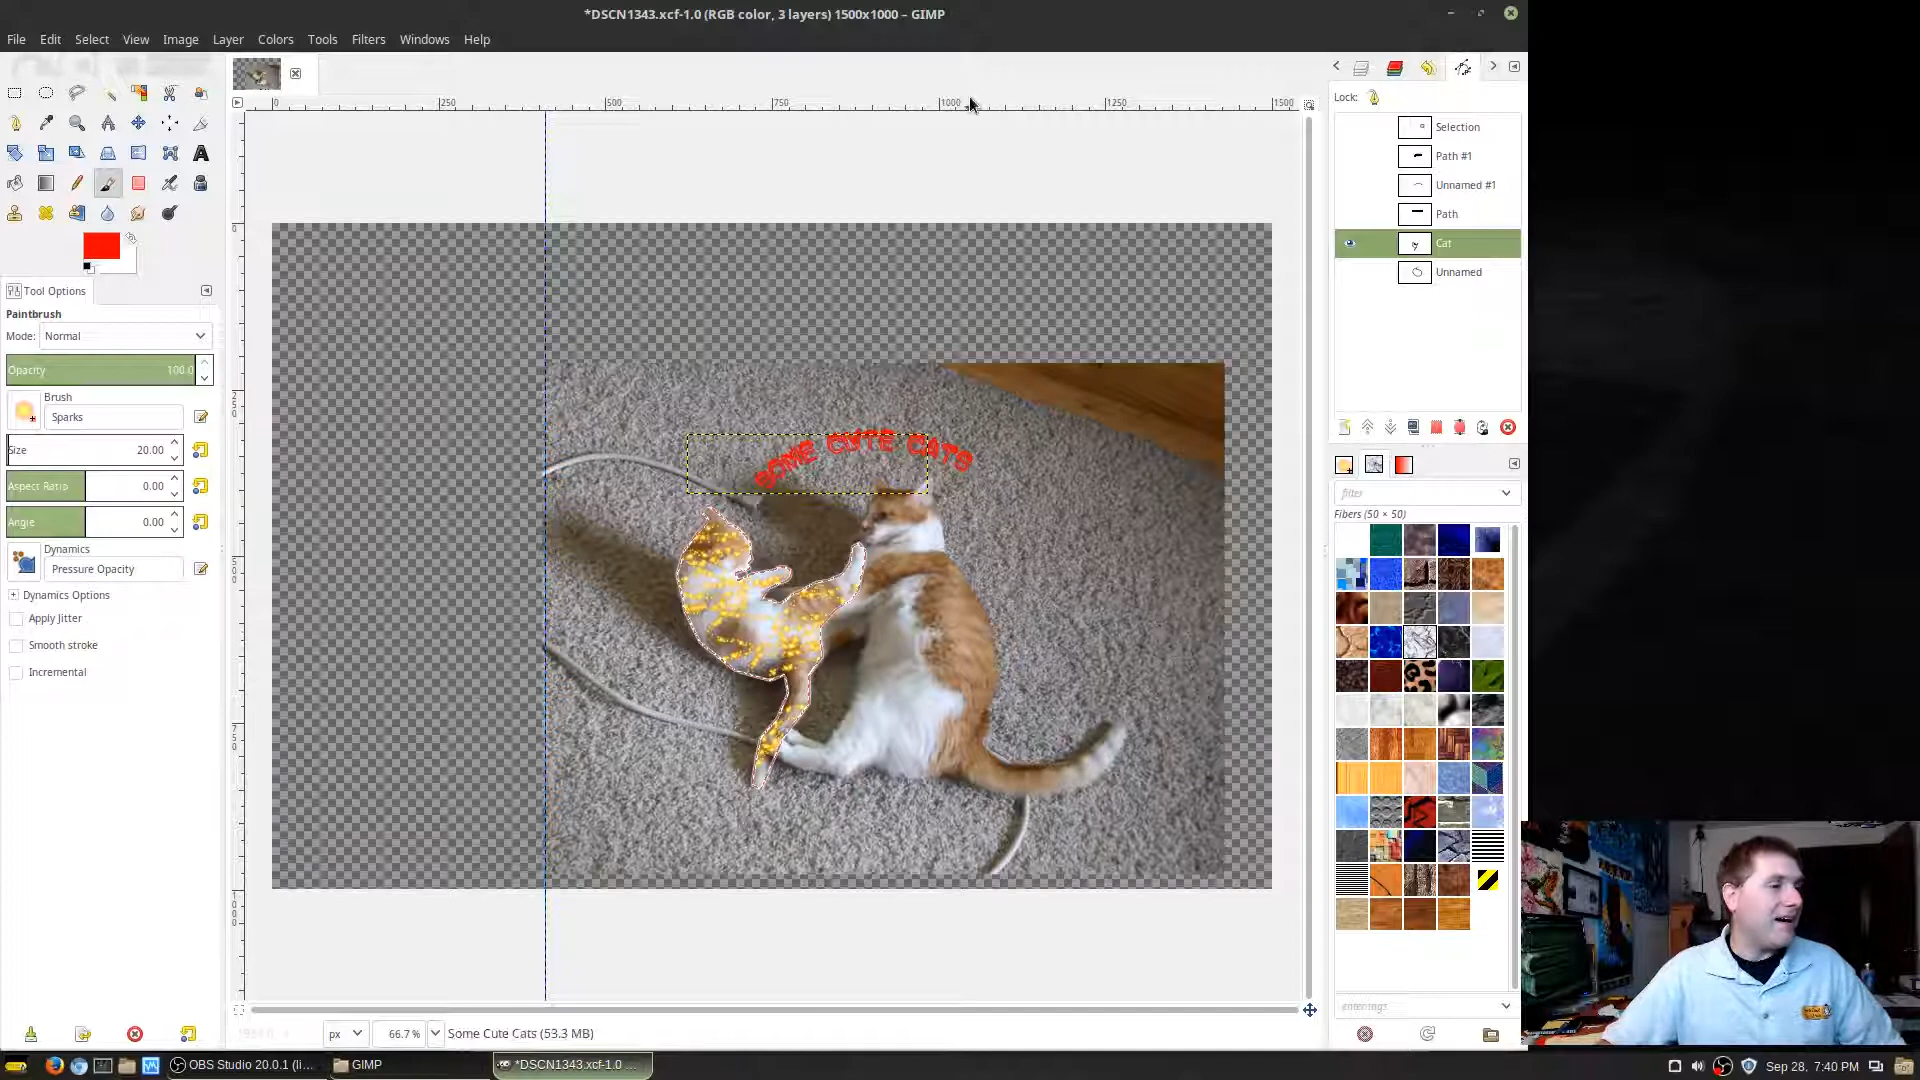 *DSCN1343.xcf-1.0 (RGB color, 3 layers) 1500x1000 – GIMP
File Edit Select View Image Layer Colors Tools Filters Windows Help
0 250 500 750 1000 1250 1500
Lock:
Selection
Path #1
Unnamed #1
Path
Cat
Unnamed
Tool Options
Paintbrush
Mode: Normal
Opacity 100.0
Brush
Sparks
Size 20.00
Aspect Ratio 0.00
Angle 0.00
Dynamics
Pressure Opacity
Dynamics Options
Apply Jitter
Smooth stroke
Incremental
SOME CUTE CATS
filter
Fibers (50 × 50)
enter tags
px 66.7 % Some Cute Cats (53.3 MB)
OBS Studio 20.0.1 (li... GIMP *DSCN1343.xcf-1.0 ... Sep 28, 7:40 PM